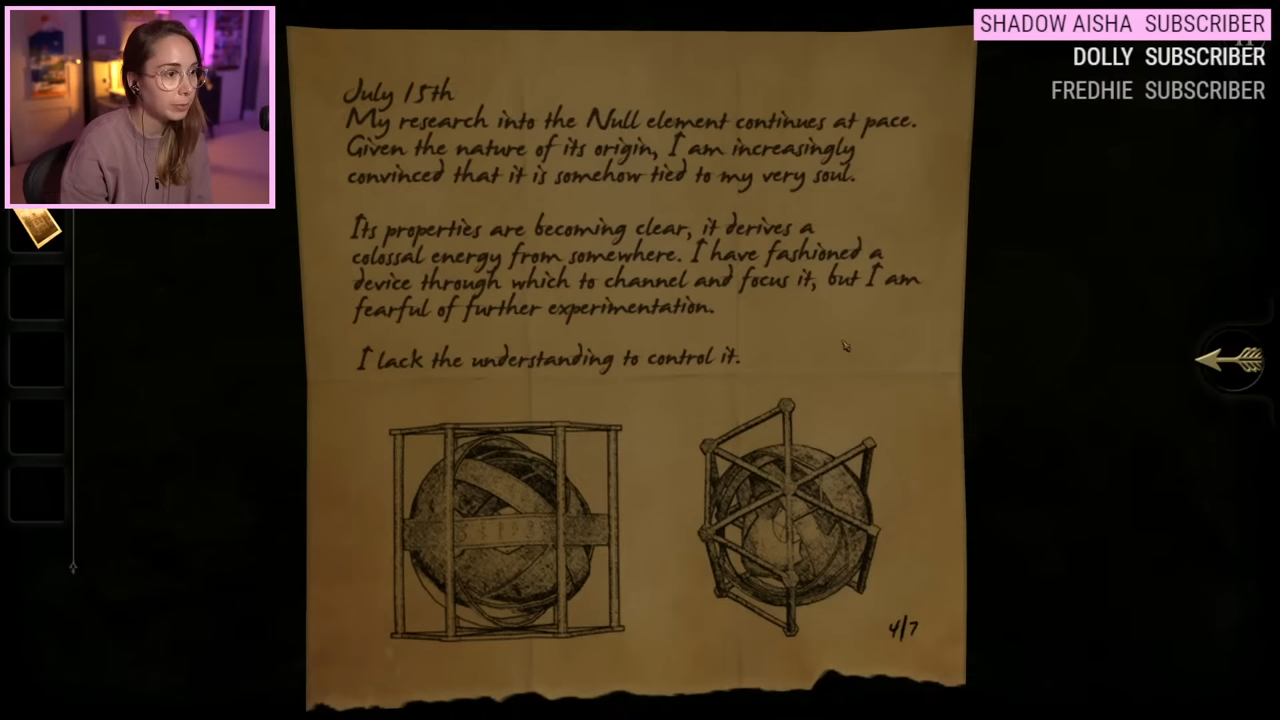 SHADOW AISHA SUBSCRIBER
DOLLY SUBSCRIBER
FREDHIE SUBSCRIBER
July 15th
My research into the Null element continues at pace.
Given the nature of its origin, I am increasingly
convinced that it is somehow tied to my very soul.
Its properties are becoming clear, it derives a
colossal energy from somewhere. I have fashioned a
device through which to channel and focus it, but I am
fearful of further experimentation.
I lack the understanding to control it.
4/7